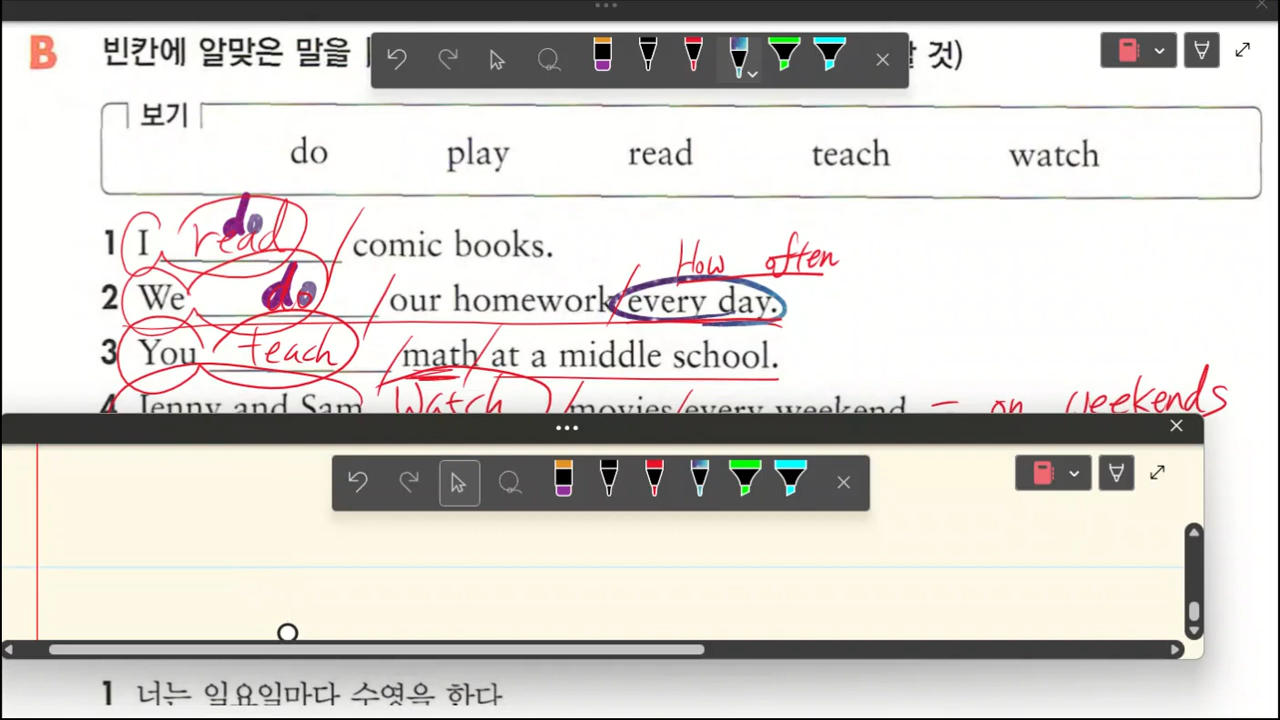 B 빈칸에 알맞은 말을 것)
보기
do play read teach watch
do
1 I read comic books.
How often
2 We do our homework every day.
3 You teach math at a middle school.
4 Jenny and Sam Watch movies every weekend = on weekends
1 너는 일요일마다 수영을 한다